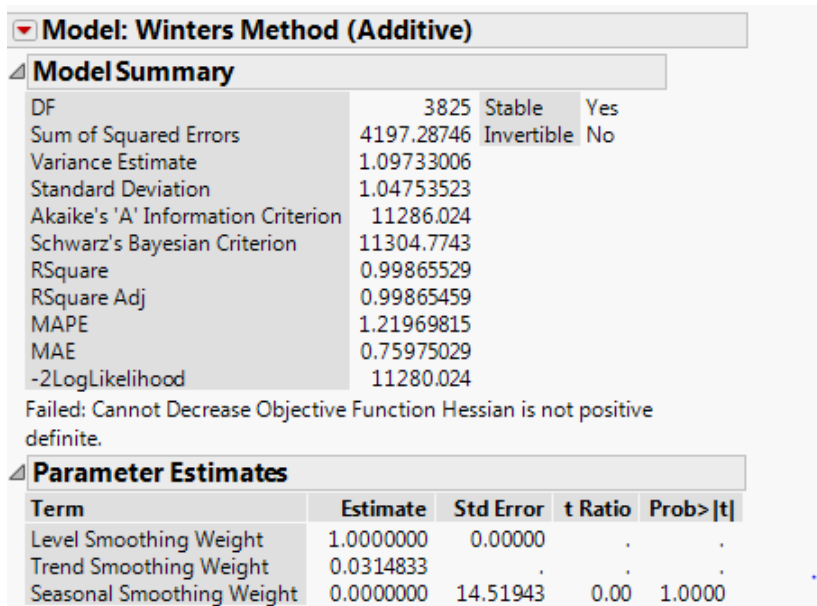 Model: Winters Method (Additive)
Model Summary
DF 3825 Stable Yes
Sum of Squared Errors 4197.28746 Invertible No
Variance Estimate 1.09733006
Standard Deviation 1.04753523
Akaike's 'A' Information Criterion 11286.024
Schwarz's Bayesian Criterion 11304.7743
RSquare 0.99865529
RSquare Adj 0.99865459
MAPE 1.21969815
MAE 0.75975029
-2LogLikelihood 11280.024
Failed: Cannot Decrease Objective Function Hessian is not positive
definite.
Parameter Estimates
Term Estimate Std Error t Ratio Prob>|t|
Level Smoothing Weight 1.0000000 0.00000 . .
Trend Smoothing Weight 0.0314833 . . .
Seasonal Smoothing Weight 0.0000000 14.51943 0.00 1.0000